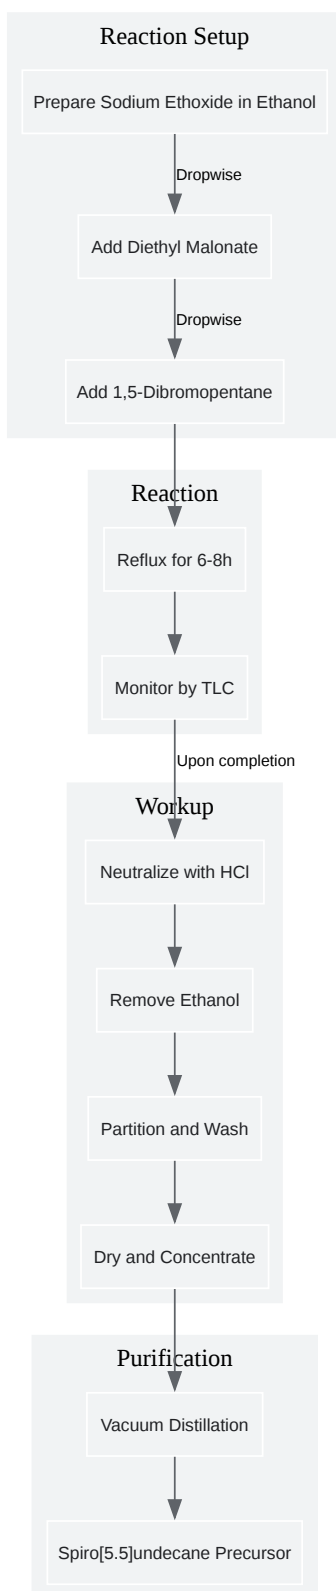 Reaction Setup
Prepare Sodium Ethoxide in Ethanol
Dropwise
Add Diethyl Malonate
Dropwise
Add 1,5-Dibromopentane
Reaction
Reflux for 6-8h
Monitor by TLC
Upon completion
Workup
Neutralize with HCl
Remove Ethanol
Partition and Wash
Dry and Concentrate
Purification
Vacuum Distillation
Spiro[5.5]undecane Precursor